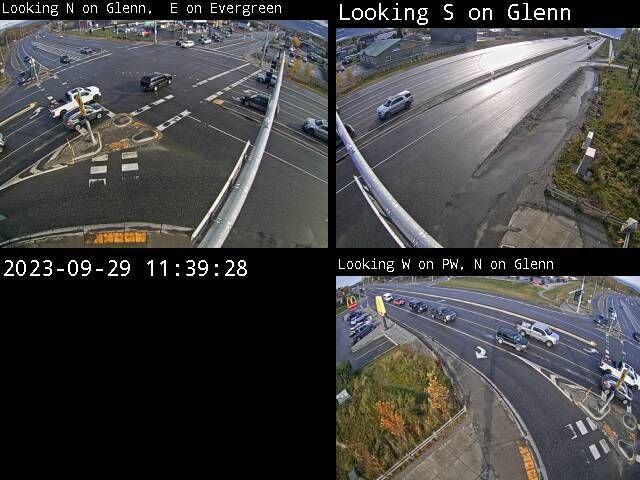 Looking N on Glenn,  E on Evergreen
Looking S on Glenn
2023-09-29 11:39:28
Looking W on PW, N on Glenn